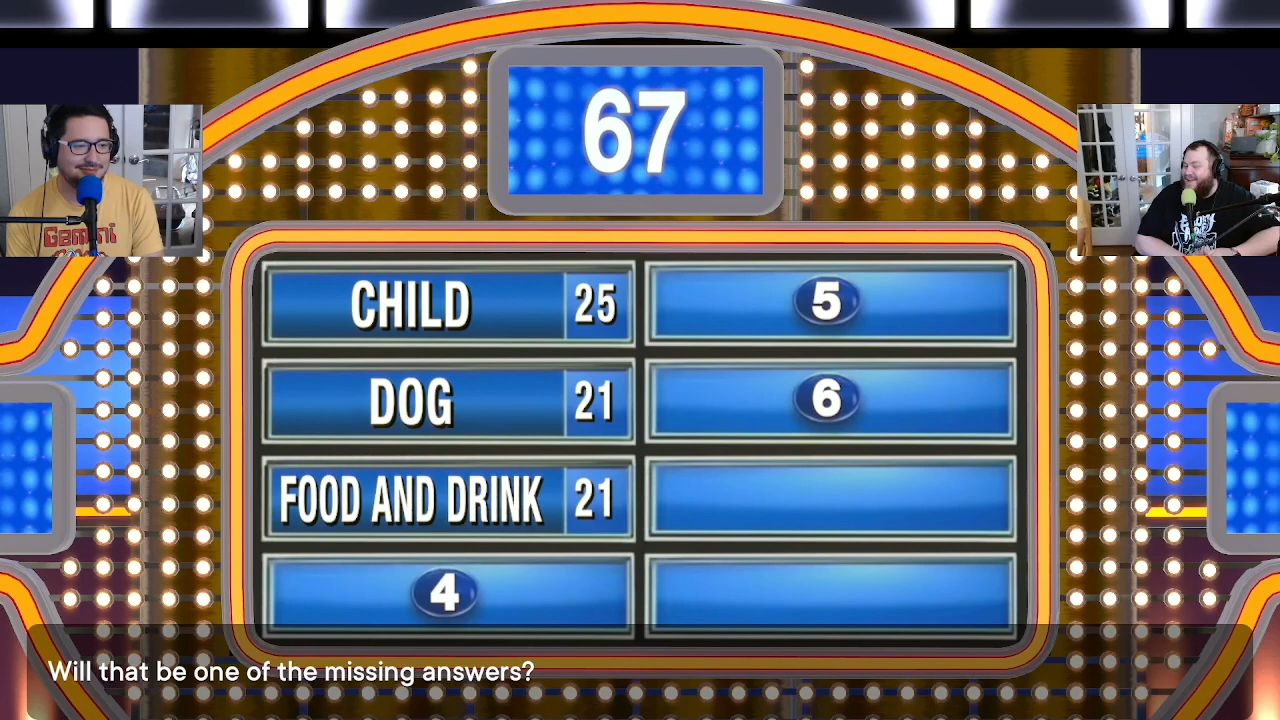 67
CHILD 25
5
DOG 21
6
FOOD AND DRINK 21
4
Gemini
Will that be one of the missing answers?